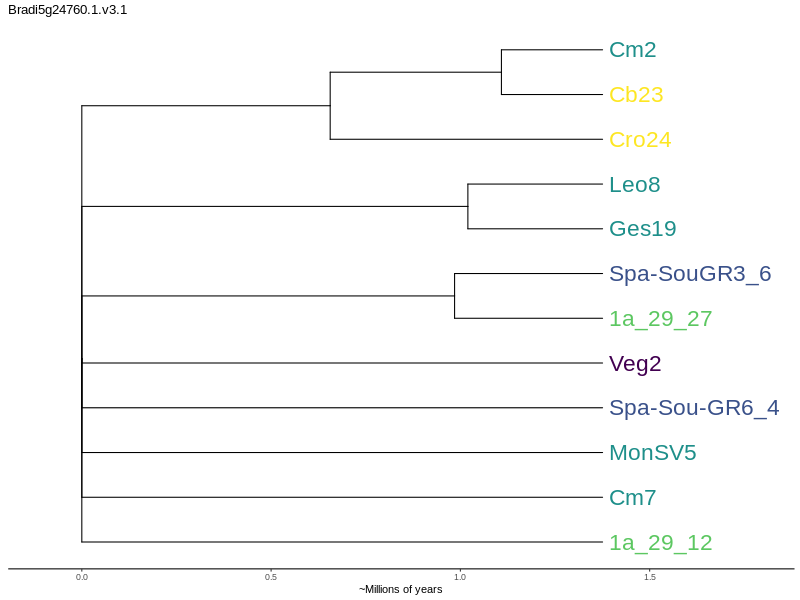 Bradi5g24760.1.v3.1
Cm2
Cb23
Cro24
Leo8
Ges19
Spa-SouGR3_6
1a_29_27
Veg2
Spa-Sou-GR6_4
MonSV5
Cm7
1a_29_12
0.0 0.5 1.0 1.5
~Millions of years